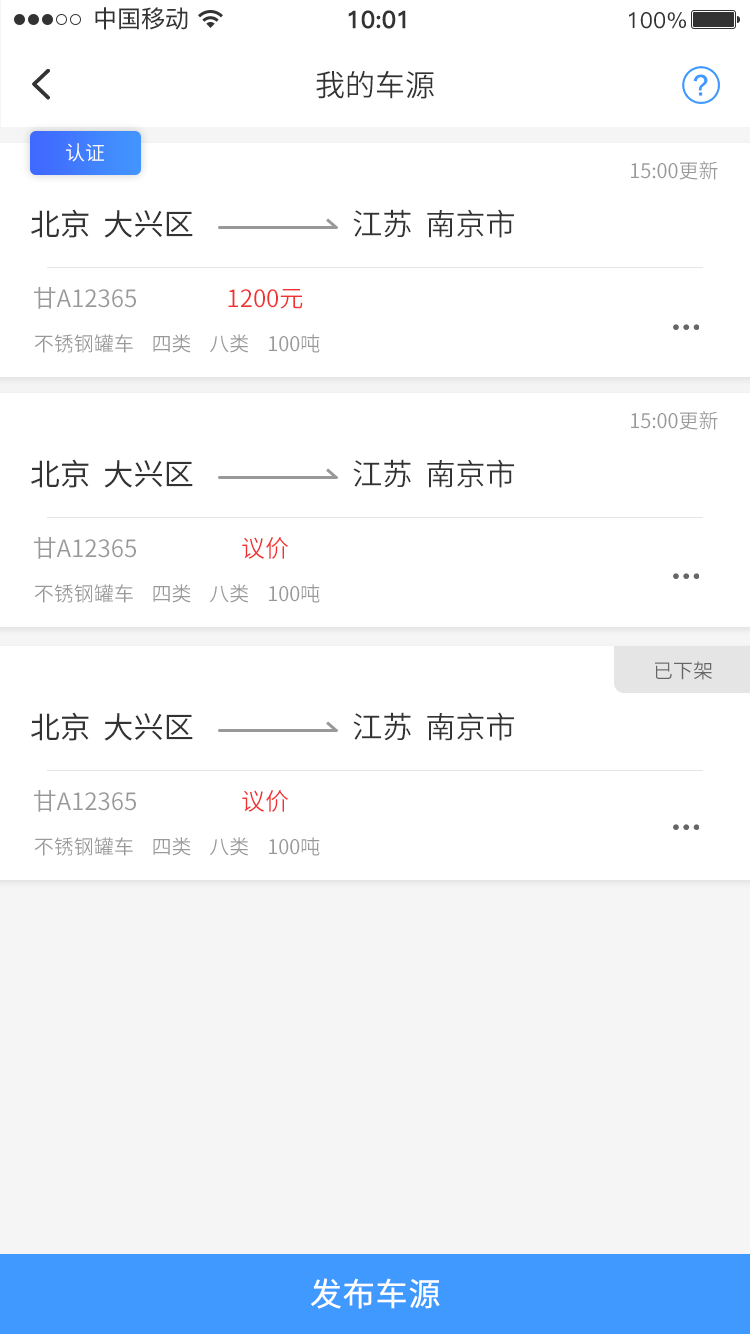 中国移动 10:01 100%
我的车源 ?
认证
15:00更新
北京 大兴区 江苏 南京市
甘A12365 1200元
不锈钢罐车 四类 八类 100吨
15:00更新
北京 大兴区 江苏 南京市
甘A12365 议价
不锈钢罐车 四类 八类 100吨
已下架
北京 大兴区 江苏 南京市
甘A12365 议价
不锈钢罐车 四类 八类 100吨
发布车源